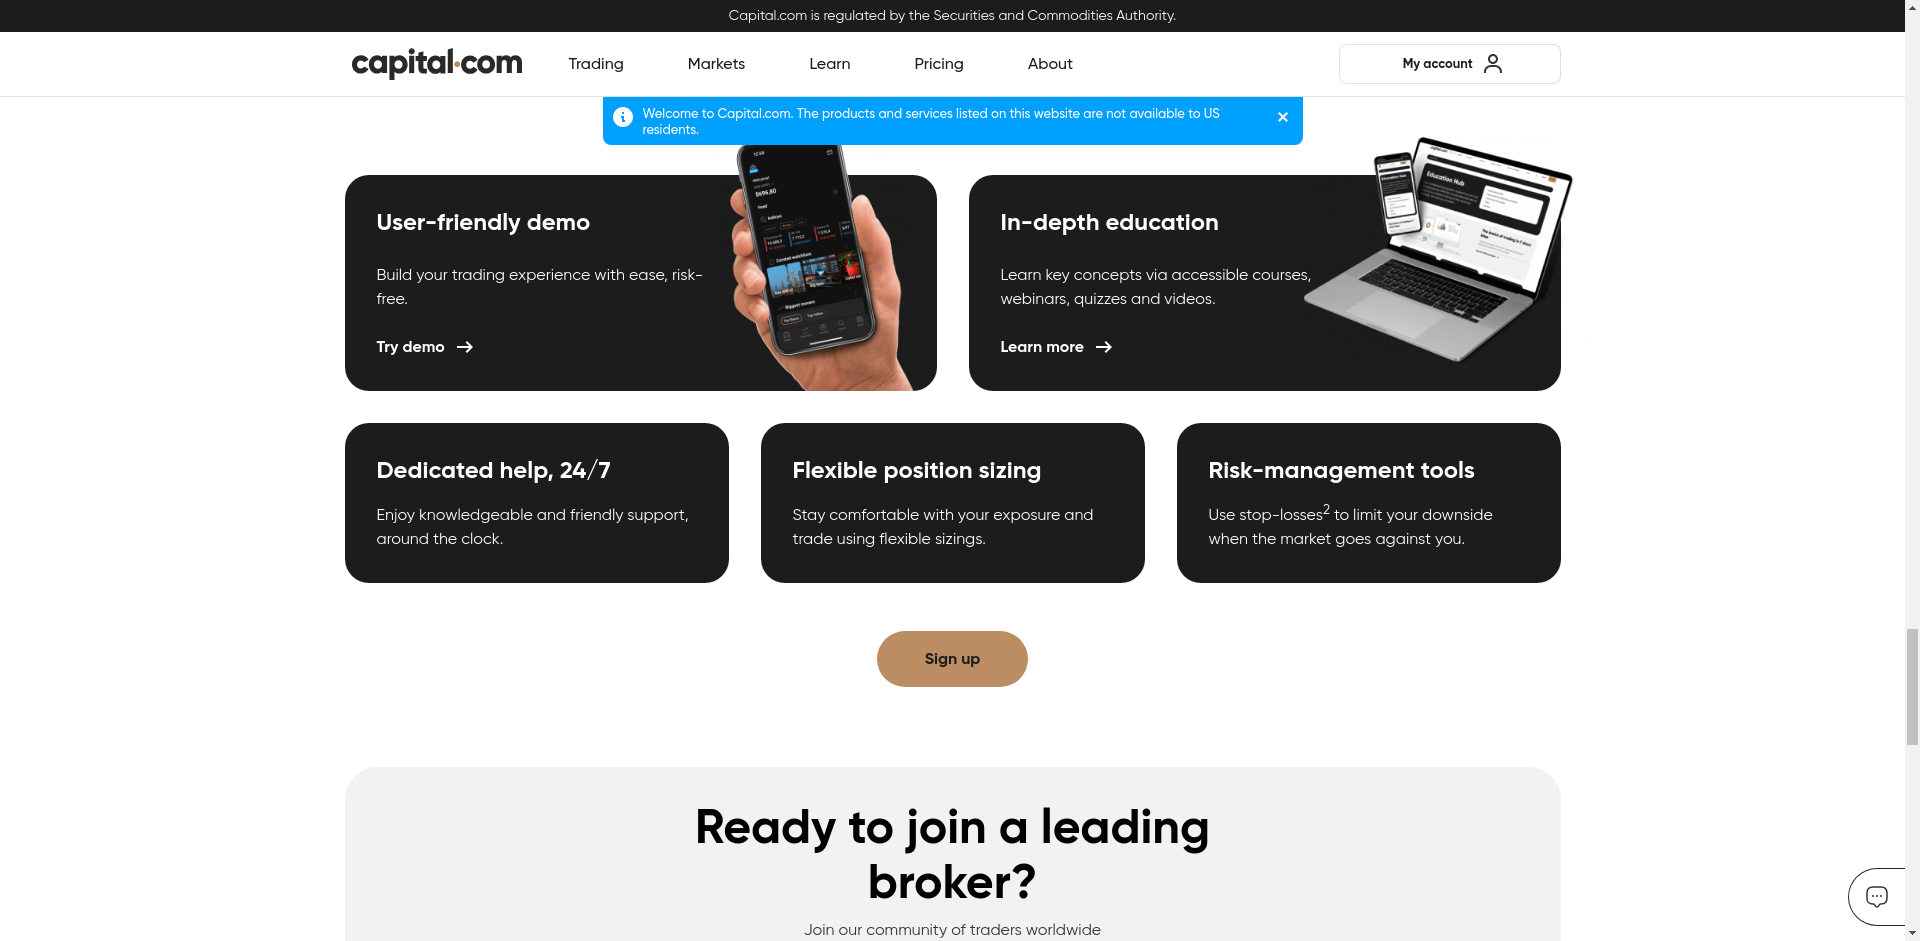 Capital.com is regulated by the Securities and Commodities Authority.
capital.com
Trading
Markets
Learn
Pricing
About
My account
Welcome to Capital.com. The products and services listed on this website are not available to US
residents.
User-friendly demo
Build your trading experience with ease, risk-
free.
Try demo
In-depth education
Learn key concepts via accessible courses,
webinars, quizzes and videos.
Learn more
Education Hub
Dedicated help, 24/7
Enjoy knowledgeable and friendly support,
around the clock.
Flexible position sizing
Stay comfortable with your exposure and
trade using flexible sizings.
Risk-management tools
Use stop-losses2 to limit your downside
when the market goes against you.
Sign up
Ready to join a leading
broker?
Join our community of traders worldwide